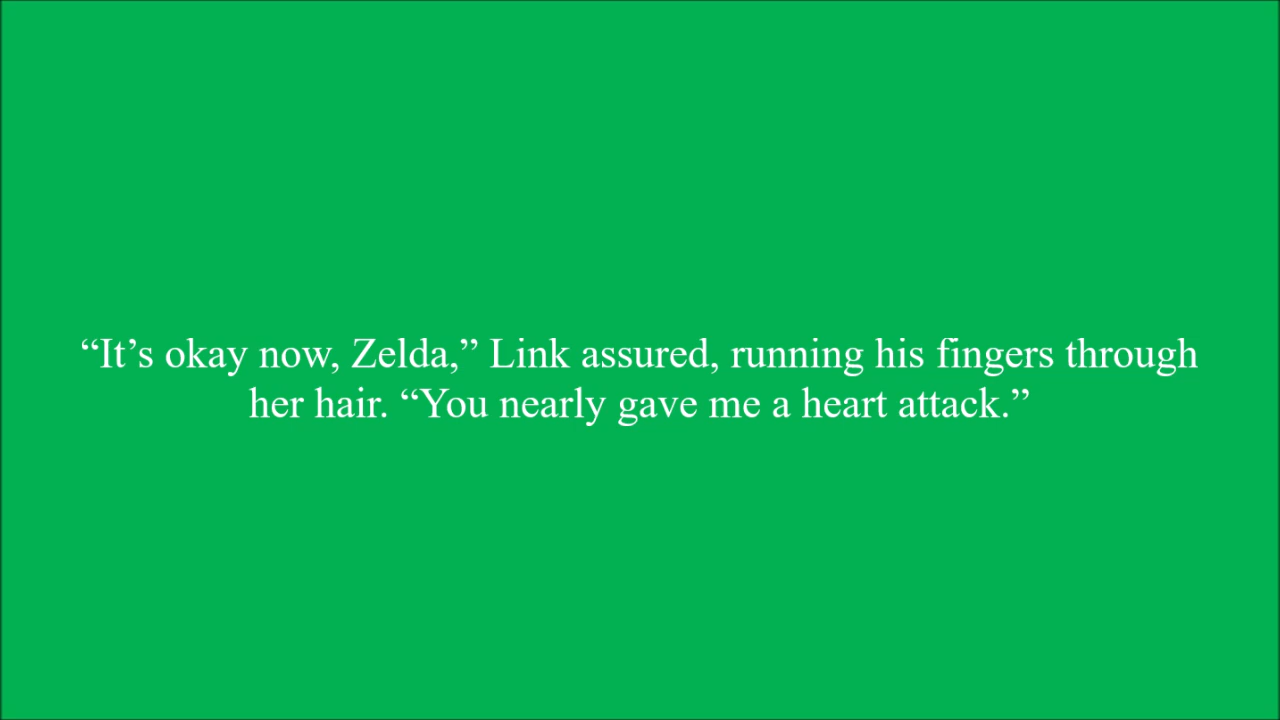 “It’s okay now, Zelda,” Link assured, running his fingers through
her hair. “You nearly gave me a heart attack.”